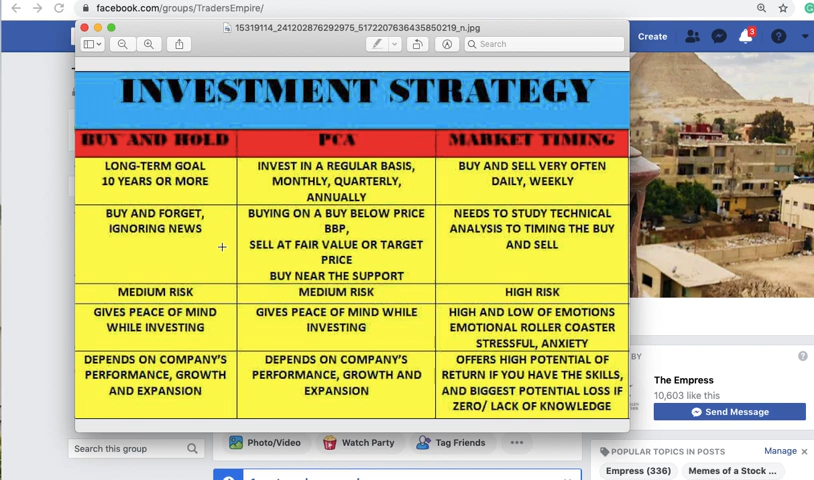 facebook.com/groups/TradersEmpire/
15319114_241202876292975_5172207636435850219_n.jpg
Search
Create
3
?
INVESTMENT STRATEGY
BUY AND HOLD
PCA
MARKET TIMING
LONG-TERM GOAL
10 YEARS OR MORE
INVEST IN A REGULAR BASIS,
MONTHLY, QUARTERLY,
ANNUALLY
BUY AND SELL VERY OFTEN
DAILY, WEEKLY
BUY AND FORGET,
IGNORING NEWS
BUYING ON A BUY BELOW PRICE
BBP,
SELL AT FAIR VALUE OR TARGET
PRICE
BUY NEAR THE SUPPORT
NEEDS TO STUDY TECHNICAL
ANALYSIS TO TIMING THE BUY
AND SELL
MEDIUM RISK
MEDIUM RISK
HIGH RISK
GIVES PEACE OF MIND
WHILE INVESTING
GIVES PEACE OF MIND WHILE
INVESTING
HIGH AND LOW OF EMOTIONS
EMOTIONAL ROLLER COASTER
STRESSFUL, ANXIETY
DEPENDS ON COMPANY'S
PERFORMANCE, GROWTH
AND EXPANSION
DEPENDS ON COMPANY'S
PERFORMANCE, GROWTH AND
EXPANSION
OFFERS HIGH POTENTIAL OF
RETURN IF YOU HAVE THE SKILLS,
AND BIGGEST POTENTIAL LOSS IF
ZERO/ LACK OF KNOWLEDGE
BY
?
The Empress
10,603 like this
Send Message
Search this group
Photo/Video
Watch Party
Tag Friends
POPULAR TOPICS IN POSTS
Manage
Empress (336)
Memes of a Stock ...